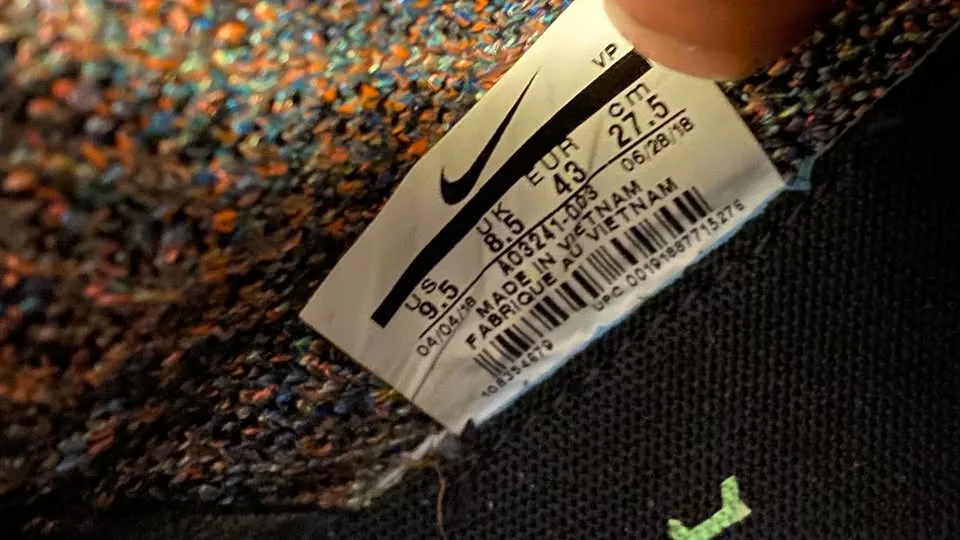 VP
US UK EUR cm
9.5 8.5 43 27.5
04/04/18 AO3241-003 06/28/18
MADE IN VIETNAM
FABRIQUE AU VIETNAM
UPC 00191887715276